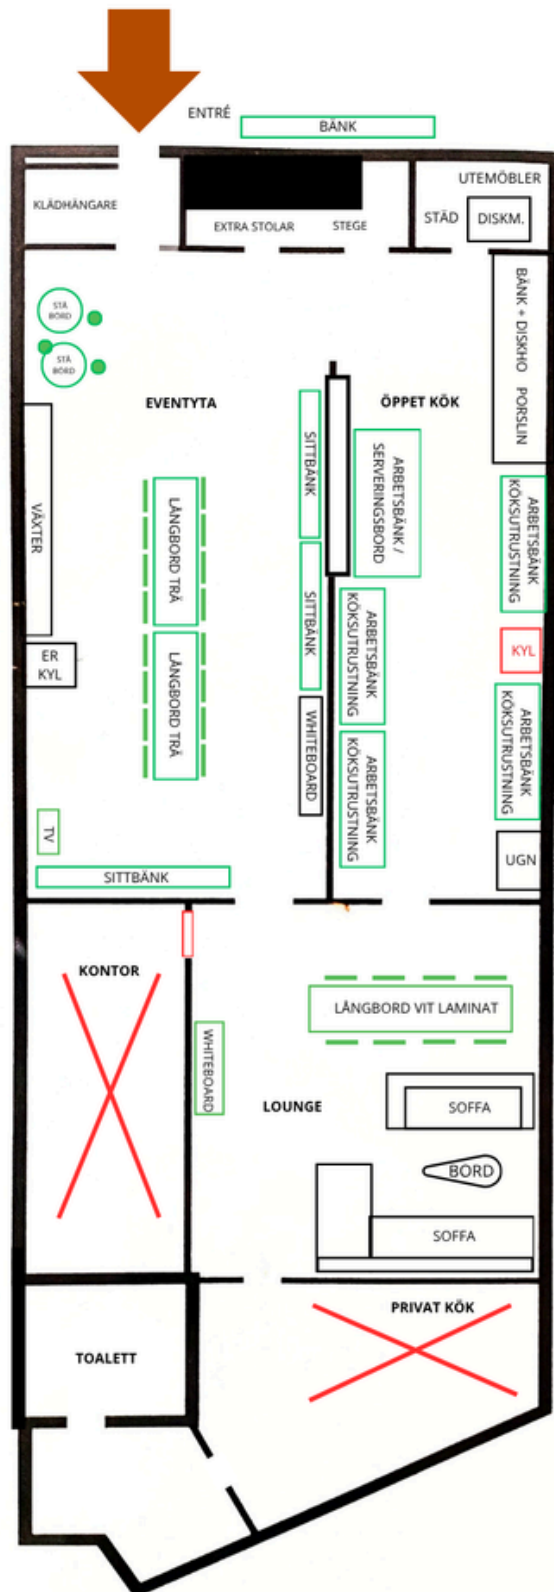 ENTRÉ
BÄNK
KLÄDHÄNGARE
EXTRA STOLAR
STEGE
UTEMÖBLER
STÄD
DISKM.
STÅ
BORD
STÅ
BORD
EVENTYTA
ÖPPET KÖK
BÄNK + DISKHO PORSLIN
SITTBÄNK
ARBETSBÄNK /
SERVERINGSBORD
VÄXTER
LÅNGBORD TRÄ
ARBETSBÄNK
KÖKSUTRUSTNING
SITTBÄNK
ARBETSBÄNK
KÖKSUTRUSTNING
KYL
ER
KYL
LÅNGBORD TRÄ
WHITEBOARD
ARBETSBÄNK
KÖKSUTRUSTNING
ARBETSBÄNK
KÖKSUTRUSTNING
TV
UGN
SITTBÄNK
KONTOR
LÅNGBORD VIT LAMINAT
WHITEBOARD
LOUNGE
SOFFA
BORD
SOFFA
PRIVAT KÖK
TOALETT